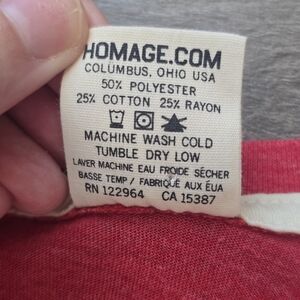 HOMAGE.COM
COLUMBUS, OHIO USA
50% POLYESTER
25% COTTON 25% RAYON
MACHINE WASH COLD
TUMBLE DRY LOW
LAVER MACHINE EAU FROIDE SÉCHER
BASSE TEMP / FABRIQUÉ AUX ÉUA
RN 122964 CA 15387